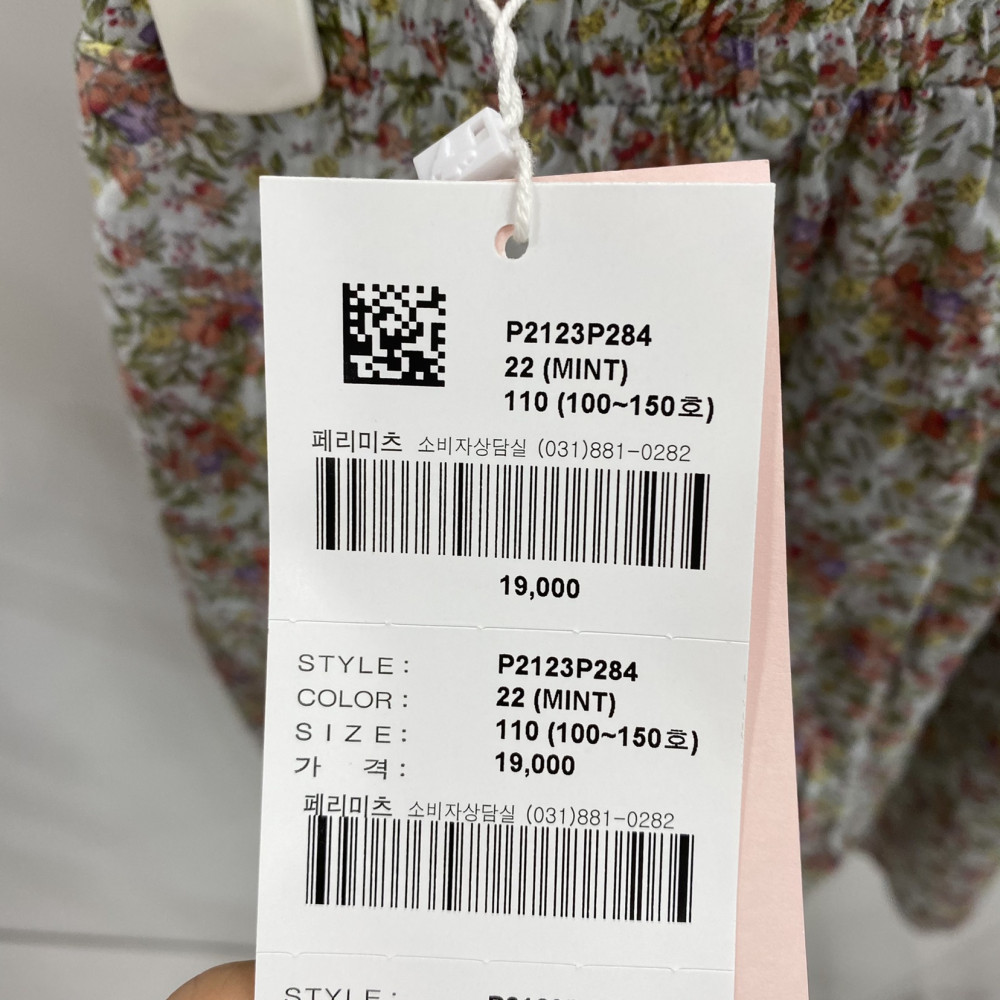 P2123P284
22 (MINT)
110 (100~150호)
페리미츠 소비자상담실 (031)881-0282
19,000
STYLE : P2123P284
COLOR : 22 (MINT)
SIZE : 110 (100~150호)
가 격 : 19,000
페리미츠 소비자상담실 (031)881-0282
STYLE :